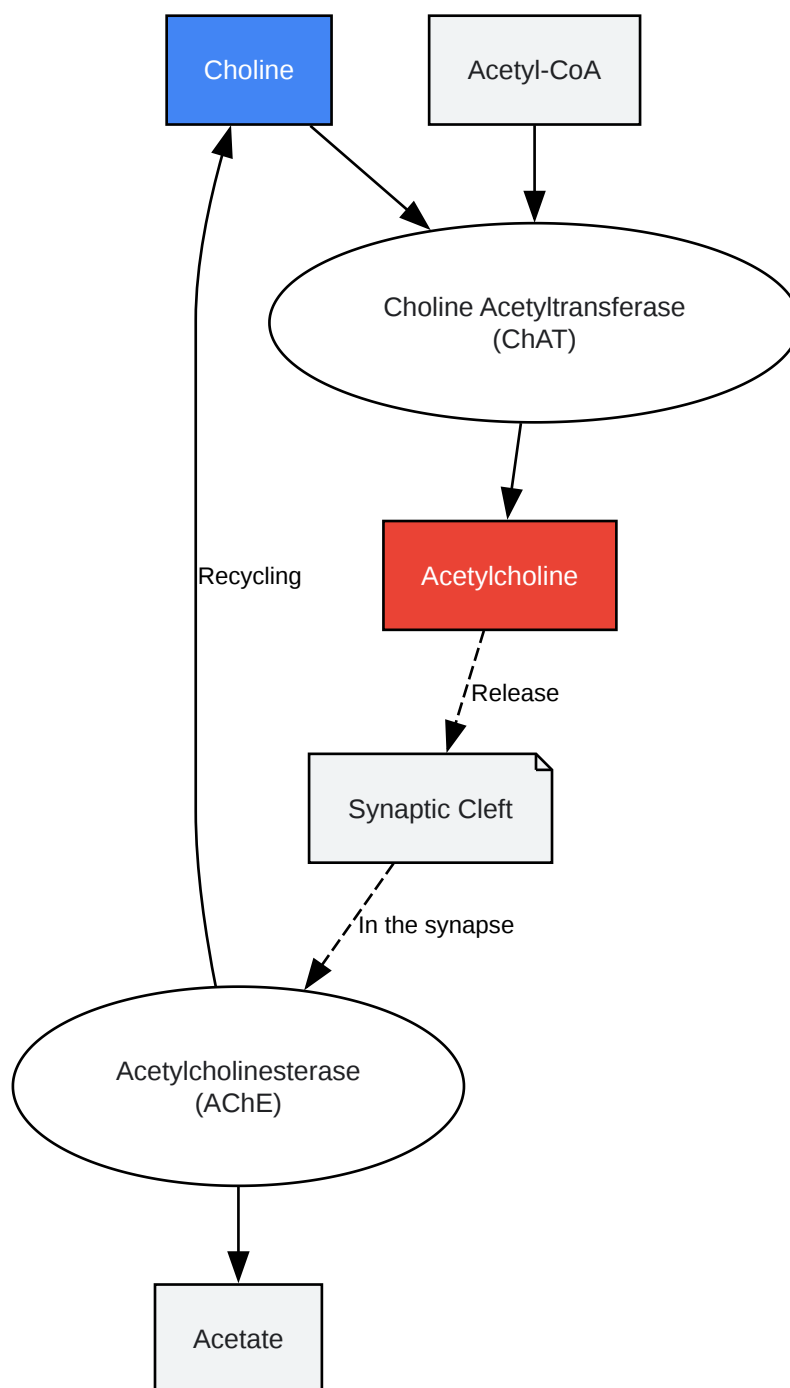 Choline
Acetyl-CoA
Choline Acetyltransferase
(ChAT)
Acetylcholine
Recycling
Release
Synaptic Cleft
In the synapse
Acetylcholinesterase
(AChE)
Acetate